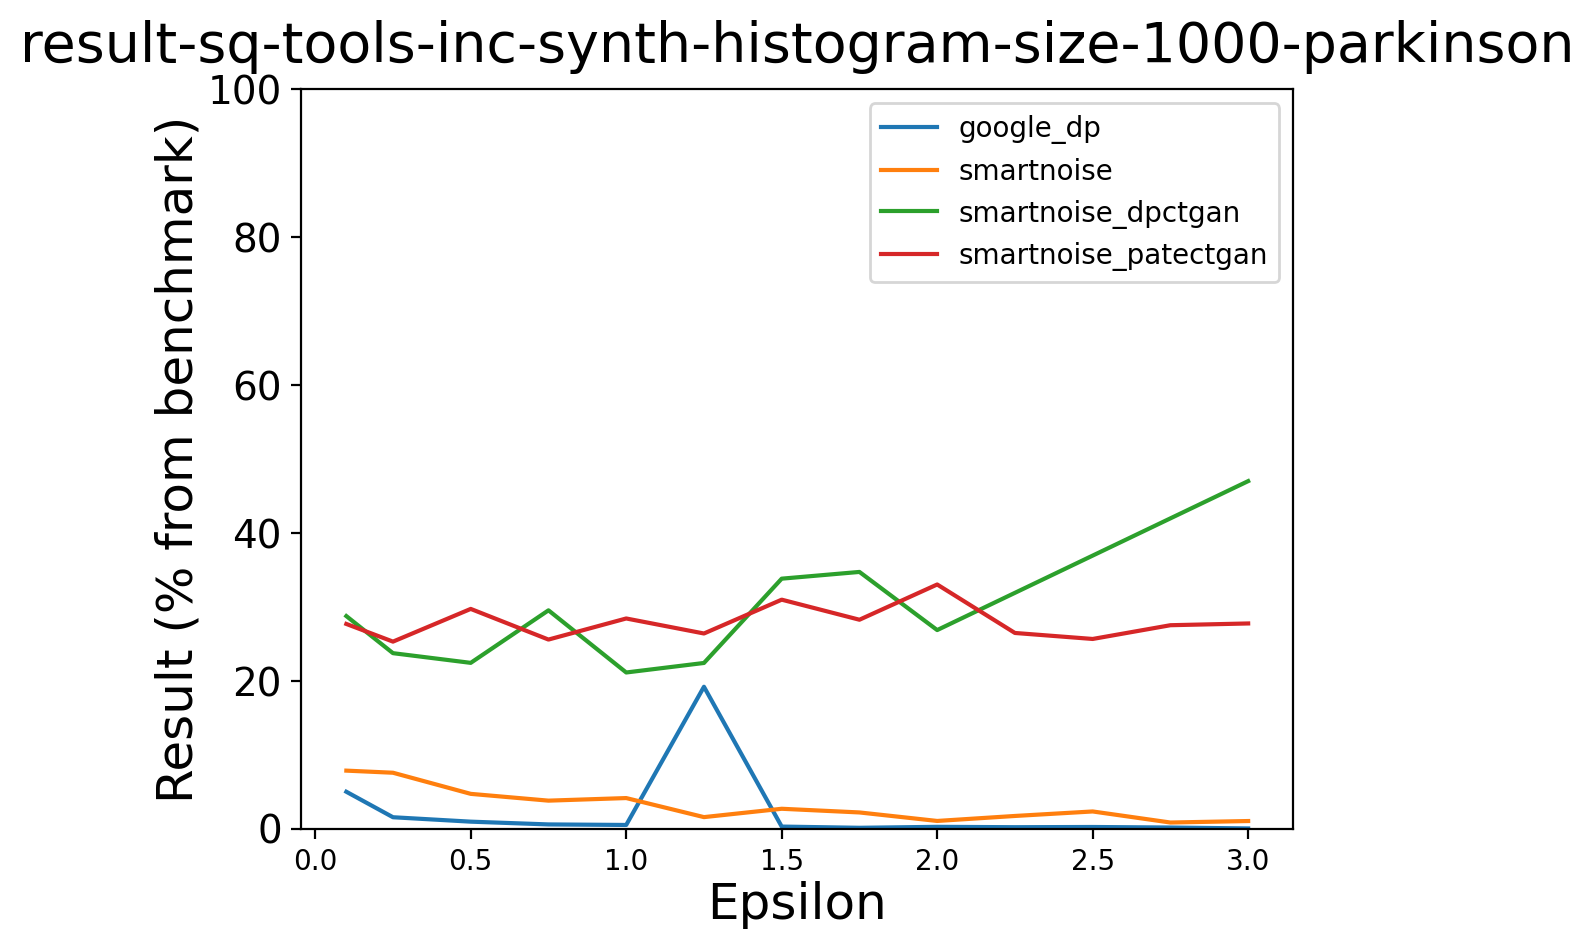 result-sq-tools-inc-synth-histogram-size-1000-parkinson
google_dp
smartnoise
smartnoise_dpctgan
smartnoise_patectgan
Result (% from benchmark)
100
80
60
40
20
0
0.0 0.5 1.0 1.5 2.0 2.5 3.0
Epsilon